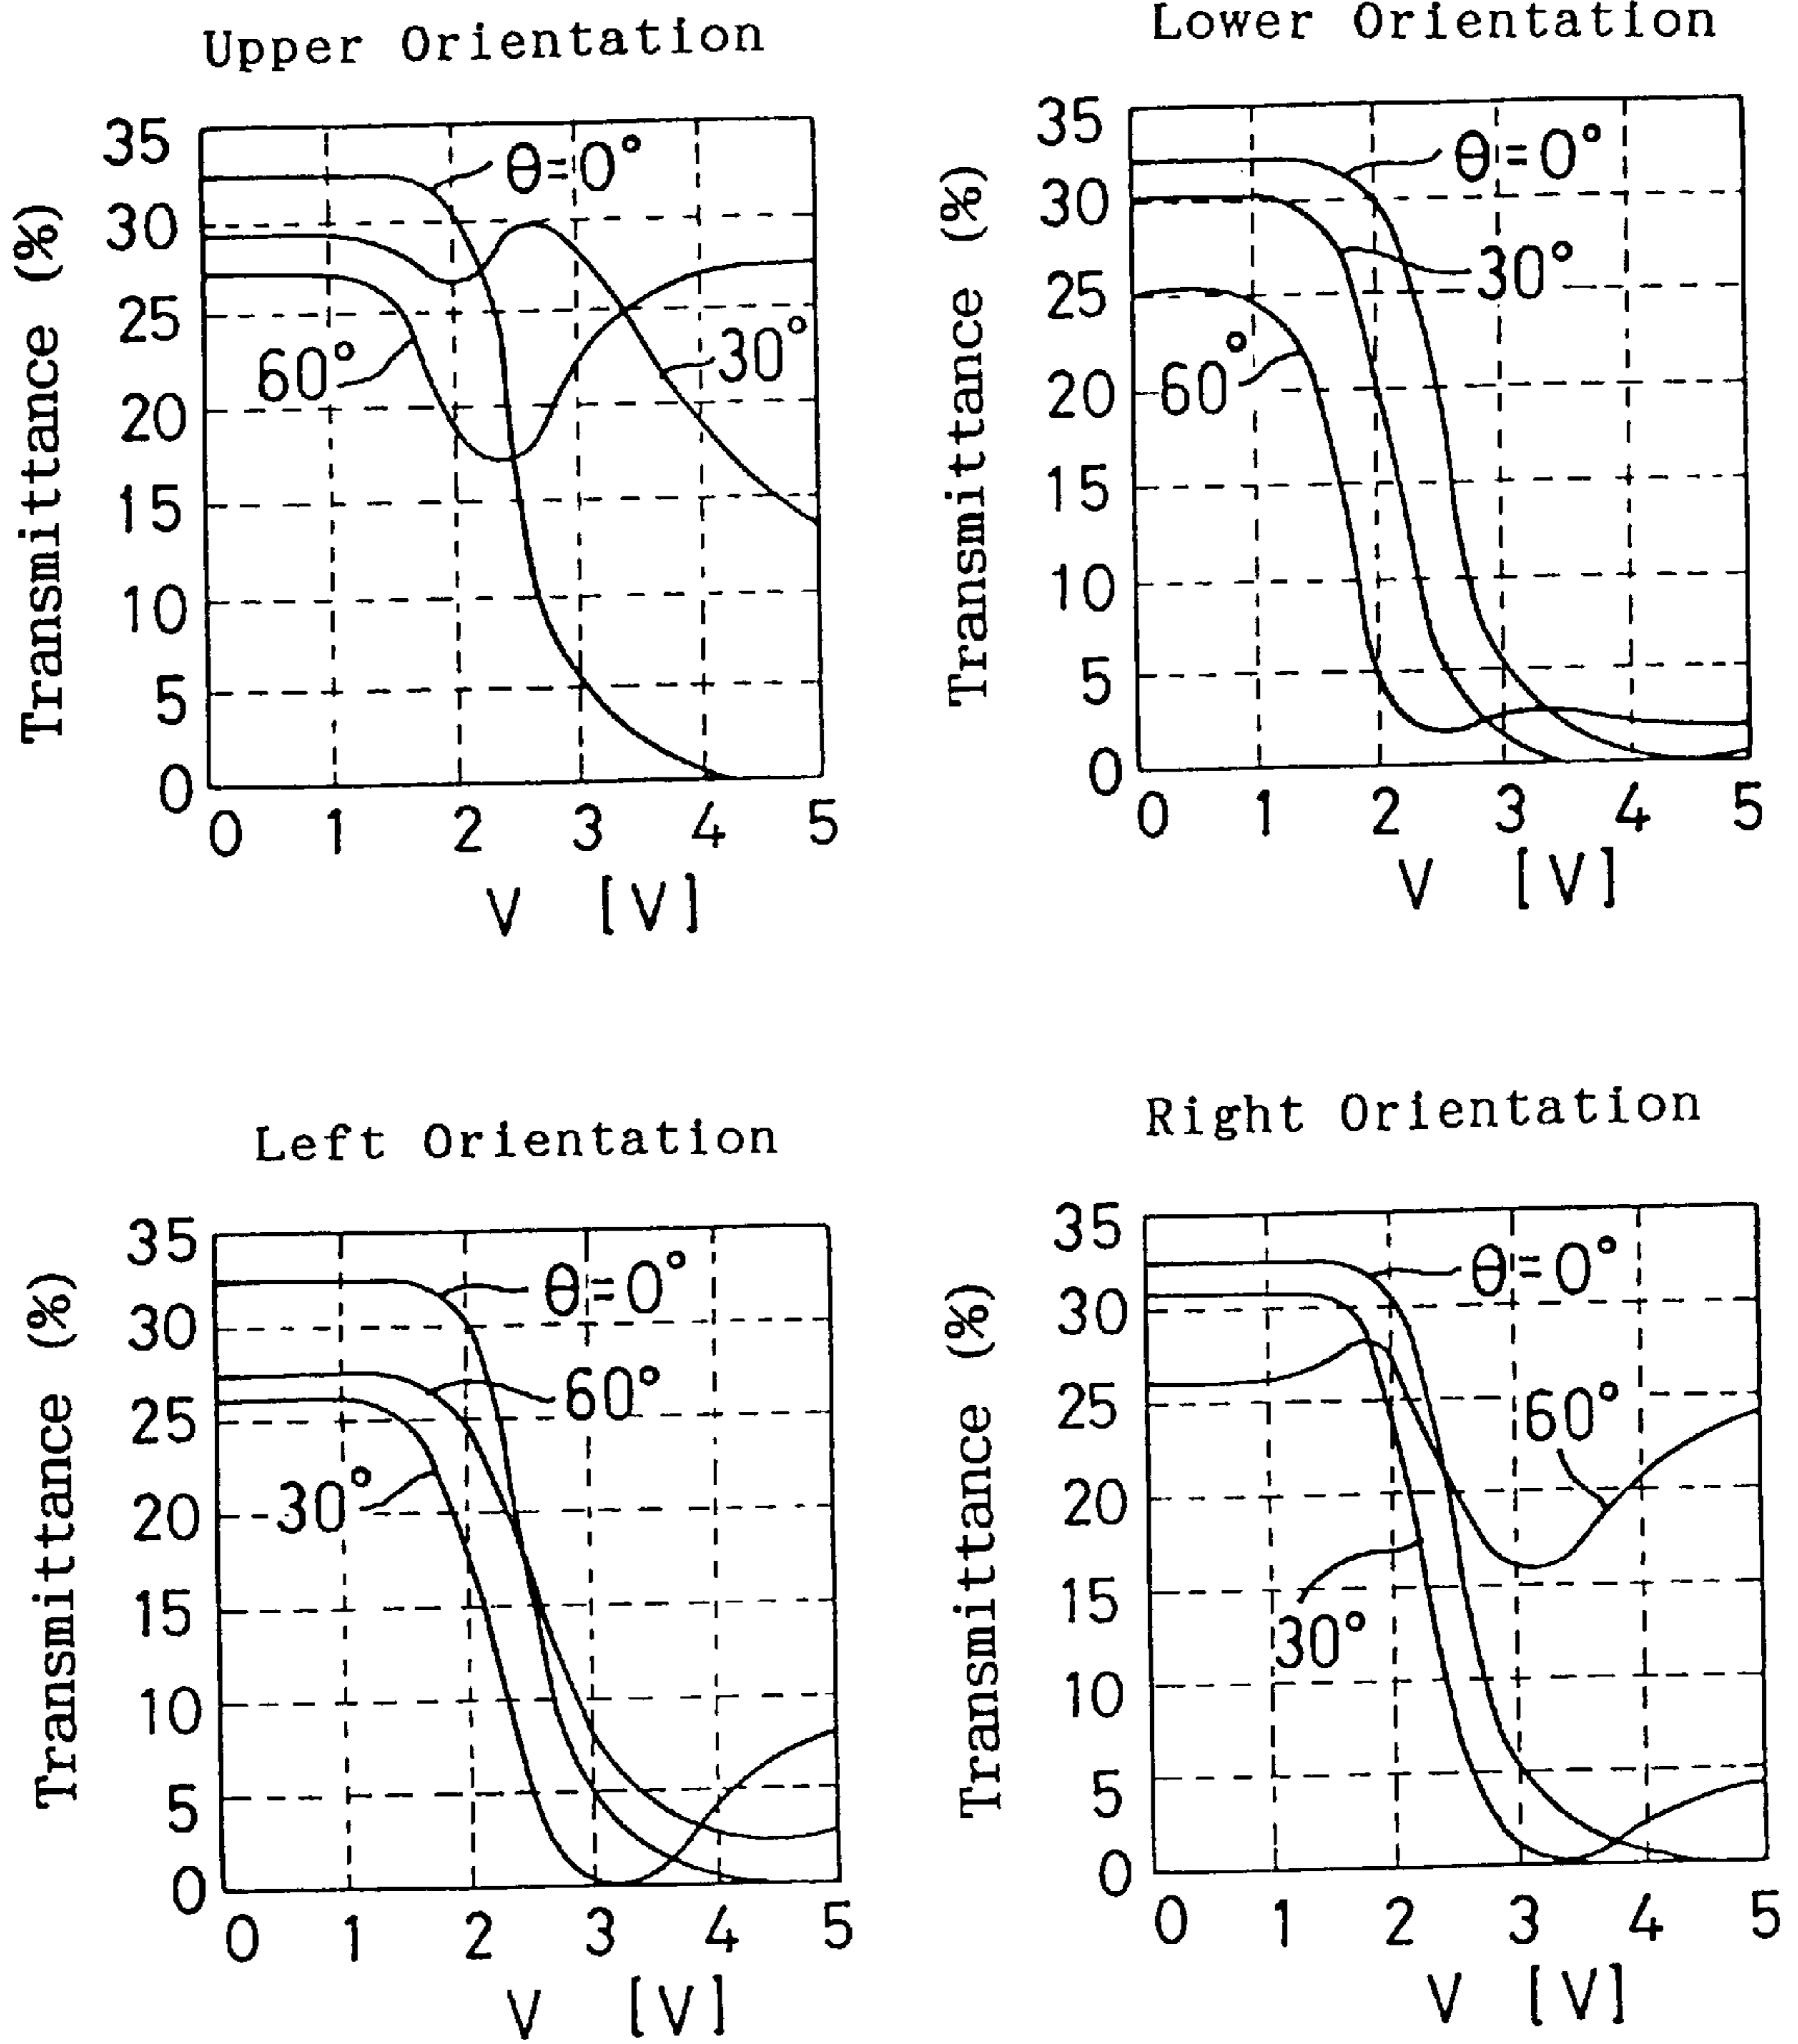 Upper Orientation
Transmittance (%)
35
30
25
20
15
10
5
0
θ=0°
30°
60°
0 1 2 3 4 5
V [V]
Lower Orientation
Transmittance (%)
35
30
25
20
15
10
5
0
θ=0°
30°
60°
0 1 2 3 4 5
V [V]
Left Orientation
Transmittance (%)
35
30
25
20
15
10
5
0
θ=0°
60°
30°
0 1 2 3 4 5
V [V]
Right Orientation
Transmittance (%)
35
30
25
20
15
10
5
0
θ=0°
60°
30°
0 1 2 3 4 5
V [V]